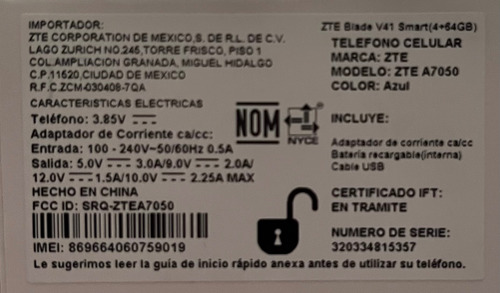 IMPORTADOR:
ZTE CORPORATION DE MEXICO,S. DE R.L. DE C.V.
LAGO ZURICH NO.245,TORRE FRISCO, PISO 1
COL.AMPLIACION GRANADA, MIGUEL HIDALGO
C.P.11520,CIUDAD DE MEXICO
R.F.C.ZCM-030408-7QA
CARACTERISTICAS ELECTRICAS
Teléfono: 3.85V
Adaptador de Corriente ca/cc:
Entrada: 100 - 240V~50/60Hz 0.5A
Salida: 5.0V 3.0A/9.0V 2.0A/
12.0V 1.5A/10.0V 2.25A MAX
HECHO EN CHINA
FCC ID: SRQ-ZTEA7050
IMEI: 869664060759019
NOM
NYCE
ZTE Blade V41 Smart(4+64GB)
TELEFONO CELULAR
MARCA: ZTE
MODELO: ZTE A7050
COLOR: Azul
INCLUYE:
Adaptador de corriente ca/cc
Batería recargable(interna)
Cable USB
CERTIFICADO IFT:
EN TRAMITE
NUMERO DE SERIE:
320334815357
Le sugerimos leer la guía de inicio rápido anexa antes de utilizar su teléfono.